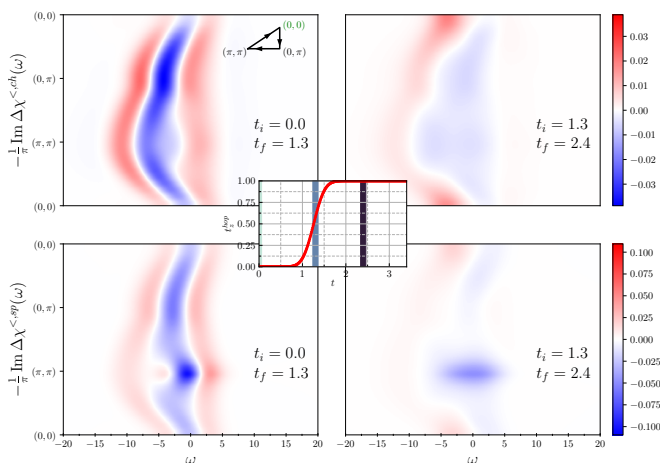 (0, 0)
(0, π)
(π, π)
(0, 0)
−1/π Im Δχ^{<,ch}(ω)
(0, 0)
(π, π)
(0, π)
t_i = 0.0
t_f = 1.3
t_i = 1.3
t_f = 2.4
0.03
0.02
0.01
0.00
−0.01
−0.02
−0.03
1.00
0.75
0.50
0.25
0.00
0
1
2
3
t
(0, 0)
(0, π)
(π, π)
(0, 0)
−1/π Im Δχ^{<,sp}(ω)
t_i = 0.0
t_f = 1.3
t_i = 1.3
t_f = 2.4
0.100
0.075
0.050
0.025
0.000
−0.025
−0.050
−0.075
−0.100
−20 −15 −10 −5 0 5 10 15 20
ω
−20 −15 −10 −5 0 5 10 15 20
ω